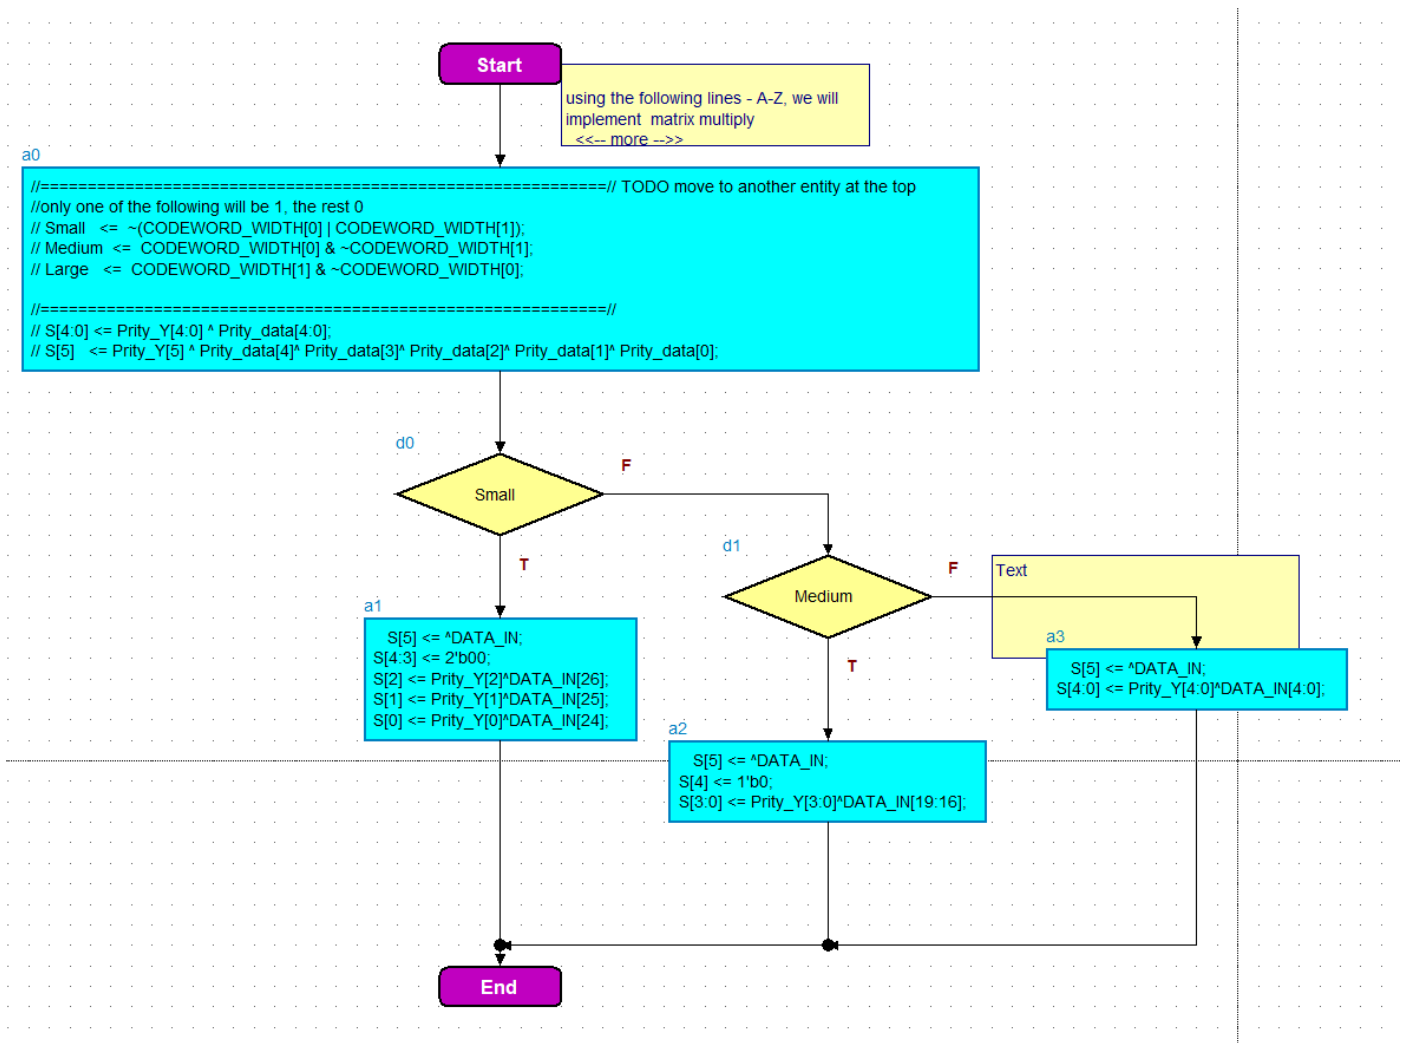 Start
using the following lines - A-Z, we will
implement  matrix multiply
<<-- more -->>
a0
//============================================================// TODO move to another entity at the top
//only one of the following will be 1, the rest 0
// Small   <=  ~(CODEWORD_WIDTH[0] | CODEWORD_WIDTH[1]);
// Medium  <=  CODEWORD_WIDTH[0] & ~CODEWORD_WIDTH[1];
// Large   <=  CODEWORD_WIDTH[1] & ~CODEWORD_WIDTH[0];
//============================================================//
// S[4:0] <= Prity_Y[4:0] ^ Prity_data[4:0];
// S[5]   <= Prity_Y[5] ^ Prity_data[4]^ Prity_data[3]^ Prity_data[2]^ Prity_data[1]^ Prity_data[0];
d0
F
Small
T
d1
F
Medium
T
Text
a1
S[5] <= ^DATA_IN;
S[4:3] <= 2'b00;
S[2] <= Prity_Y[2]^DATA_IN[26];
S[1] <= Prity_Y[1]^DATA_IN[25];
S[0] <= Prity_Y[0]^DATA_IN[24];
a3
S[5] <= ^DATA_IN;
S[4:0] <= Prity_Y[4:0]^DATA_IN[4:0];
a2
S[5] <= ^DATA_IN;
S[4] <= 1'b0;
S[3:0] <= Prity_Y[3:0]^DATA_IN[19:16];
End